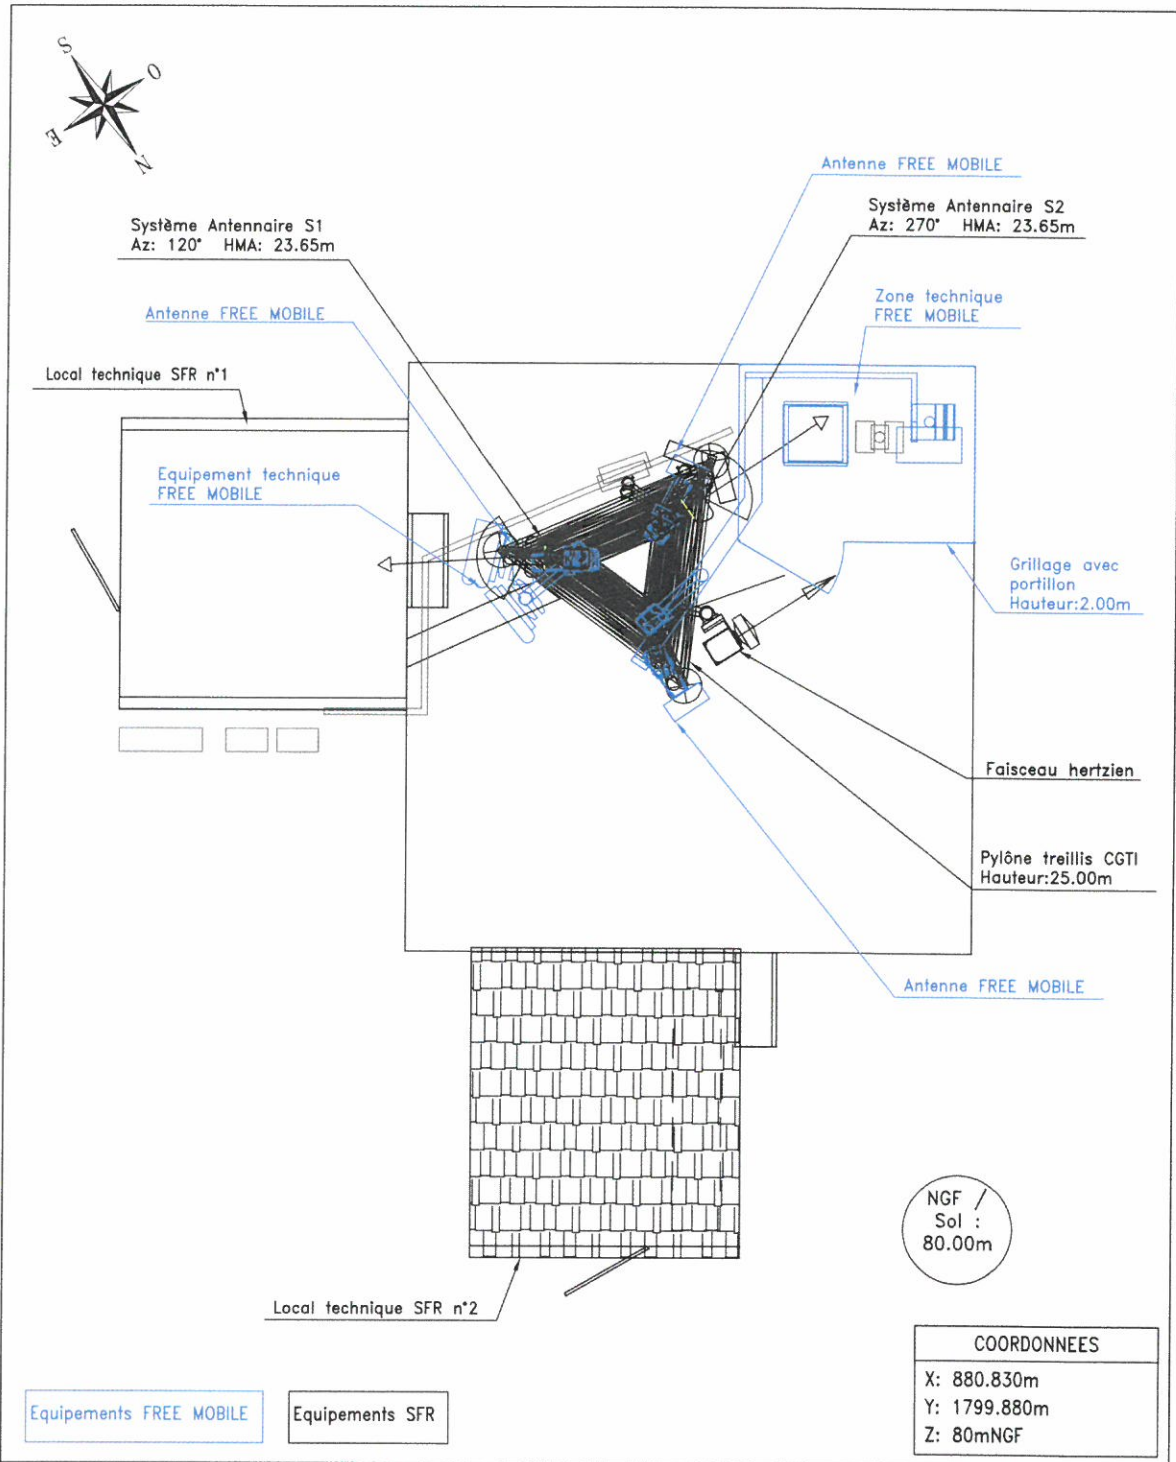 S
O
E
N
Antenne FREE MOBILE
Système Antennaire S1
Az: 120° HMA: 23.65m
Système Antennaire S2
Az: 270° HMA: 23.65m
Antenne FREE MOBILE
Zone technique
FREE MOBILE
Local technique SFR n°1
Equipement technique
FREE MOBILE
Grillage avec
portillon
Hauteur:2.00m
Faisceau hertzien
Pylône treillis CGTI
Hauteur:25.00m
Antenne FREE MOBILE
NGF /
Sol :
80.00m
Local technique SFR n°2
COORDONNEES
X: 880.830m
Y: 1799.880m
Z: 80mNGF
Equipements FREE MOBILE
Equipements SFR